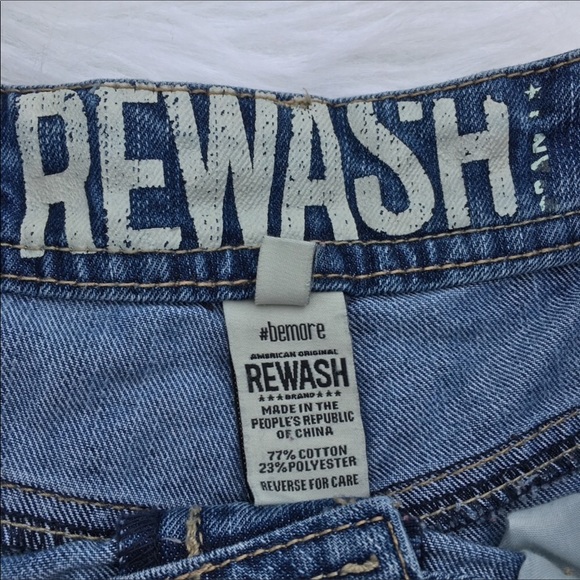 REWASH
#bemore
AMERICAN ORIGINAL
REWASH
BRAND
MADE IN THE
PEOPLE'S REPUBLIC
OF CHINA
77% COTTON
23% POLYESTER
REVERSE FOR CARE